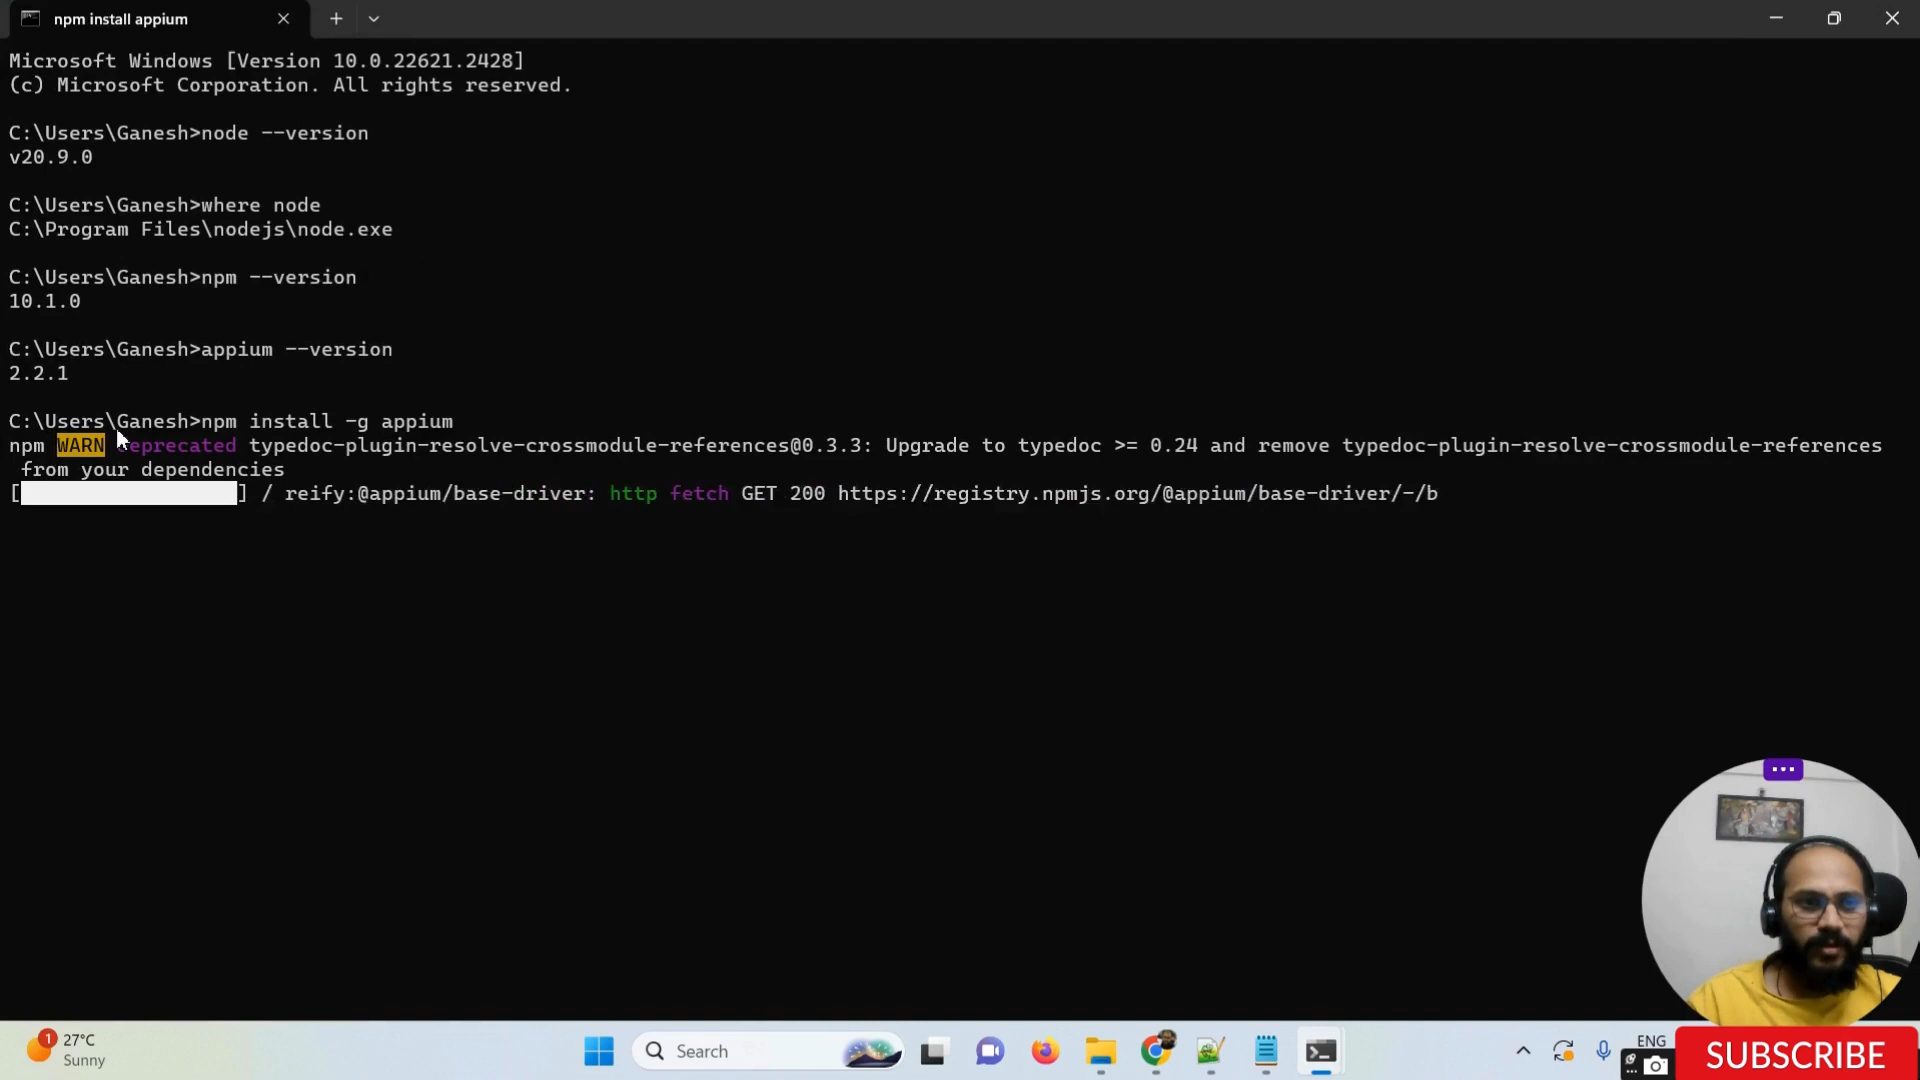 npm install appium
Microsoft Windows [Version 10.0.22621.2428]
(c) Microsoft Corporation. All rights reserved.
C:\Users\Ganesh>node --version
v20.9.0
C:\Users\Ganesh>where node
C:\Program Files\nodejs\node.exe
C:\Users\Ganesh>npm --version
10.1.0
C:\Users\Ganesh>appium --version
2.2.1
C:\Users\Ganesh>npm install -g appium
npm WARN deprecated typedoc-plugin-resolve-crossmodule-references@0.3.3: Upgrade to typedoc >= 0.24 and remove typedoc-plugin-resolve-crossmodule-references
from your dependencies
[] / reify:@appium/base-driver: http fetch GET 200 https://registry.npmjs.org/@appium/base-driver/-/b
1
27°C
Sunny
Search
ENG
SUBSCRIBE